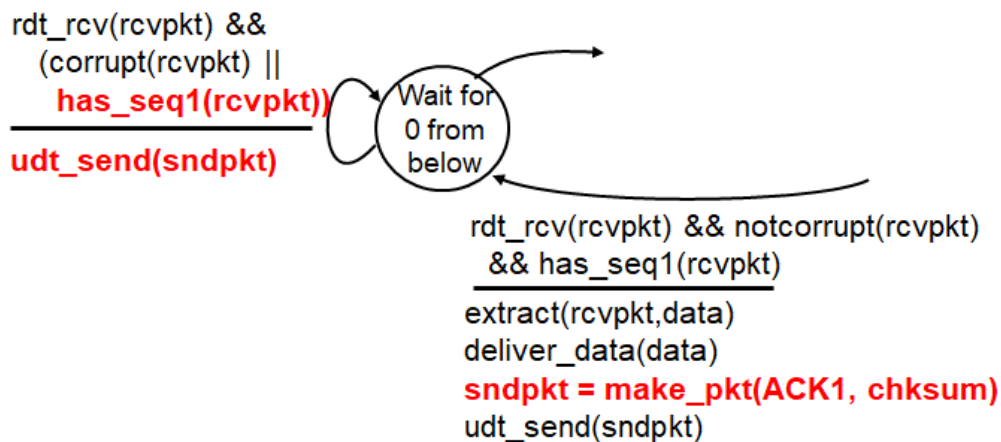 rdt_rcv(rcvpkt) &&
(corrupt(rcvpkt) ||
has_seq1(rcvpkt))
udt_send(sndpkt)
Wait for
0 from
below
rdt_rcv(rcvpkt) && notcorrupt(rcvpkt)
&& has_seq1(rcvpkt)
extract(rcvpkt,data)
deliver_data(data)
sndpkt = make_pkt(ACK1, chksum)
udt_send(sndpkt)